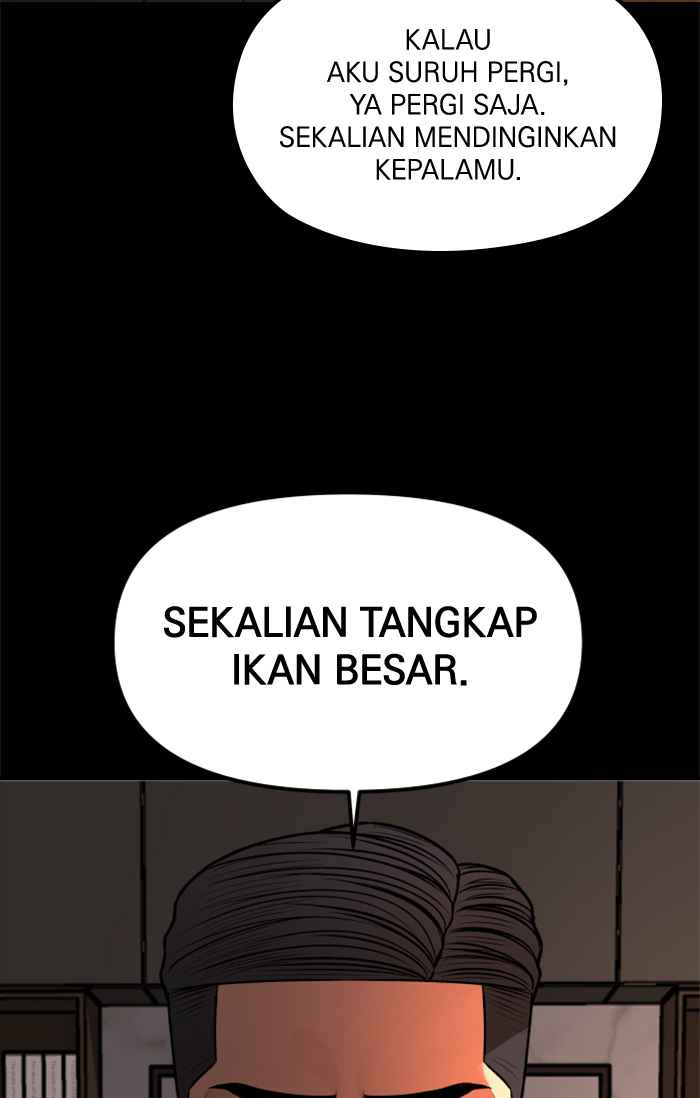 KALAU
AKU SURUH PERGI,
YA PERGI SAJA.
SEKALIAN MENDINGINKAN
KEPALAMU.
SEKALIAN TANGKAP
IKAN BESAR.